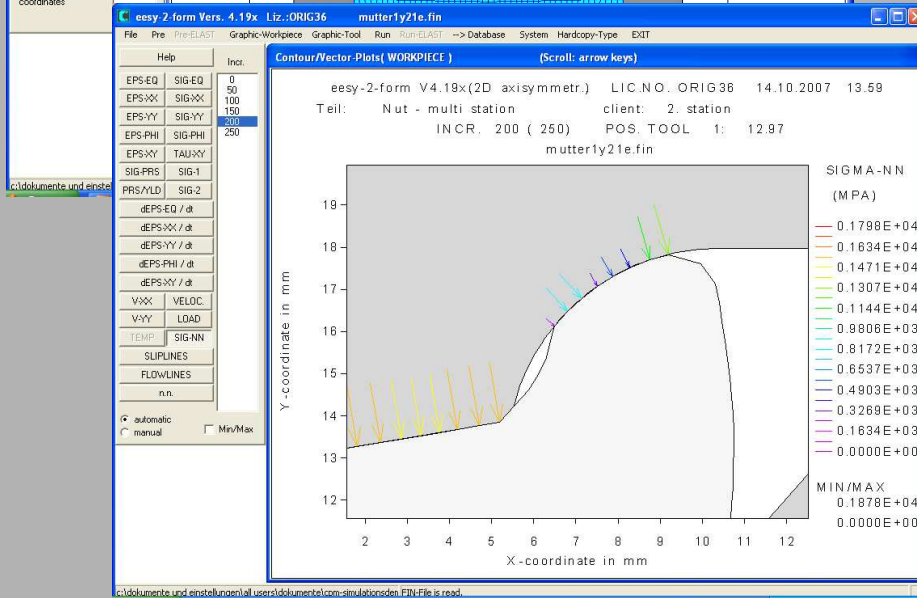 coordinates
c:\dokumente und einstel
eesy-2-form Vers. 4.19x Liz.:ORIG36 mutter1y21e.fin
File Pre Pre-ELAST Graphic-Workpiece Graphic-Tool Run Run-ELAST --> Database System Hardcopy-Type EXIT
Help
Incr.
EPS-EQ SIG-EQ
EPS-XX SIG-XX
EPS-YY SIG-YY
EPS-PHI SIG-PHI
EPS-XY TAU-XY
SIG-PRS SIG-1
PRS/YLD SIG-2
dEPS-EQ / dt
dEPS-XX / dt
dEPS-YY / dt
dEPS-PHI / dt
dEPS-XY / dt
V-XX VELOC.
V-YY LOAD
TEMP SIG-NN
SLIPLINES
FLOWLINES
n.n.
automatic
manual
Min/Max
0
50
100
150
200
250
Contour/Vector-Plots( WORKPIECE ) (Scroll: arrow keys)
eesy-2-form V4.19x(2D axisymmetr.) LIC.NO. ORIG36 14.10.2007 13.59
Teil: Nut - multi station client: 2. station
INCR. 200 ( 250) POS. TOOL 1: 12.97
mutter1y21e.fin
SIGMA-NN
(MPA)
0.1798E+04
0.1634E+04
0.1471E+04
0.1307E+04
0.1144E+04
0.9806E+03
0.8172E+03
0.6537E+03
0.4903E+03
0.3269E+03
0.1634E+03
0.0000E+00
MIN/MAX
0.1878E+04
0.0000E+00
Y-coordinate in mm
19
18
17
16
15
14
13
12
2 3 4 5 6 7 8 9 10 11 12
X-coordinate in mm
c:\dokumente und einstellungen\all users\dokumente\cpm-simulationsden FIN-File is read.